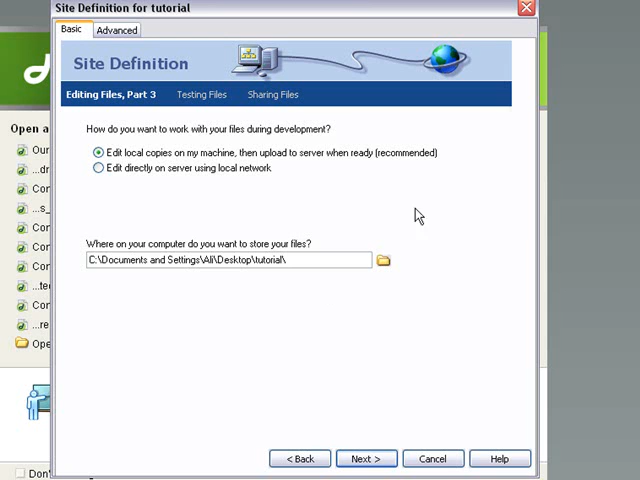 Site Definition for tutorial
Basic
Advanced
Site Definition
Editing Files, Part 3
Testing Files
Sharing Files
How do you want to work with your files during development?
Edit local copies on my machine, then upload to server when ready (recommended)
Edit directly on server using local network
Where on your computer do you want to store your files?
C:\Documents and Settings\Ali\Desktop\tutorial\
< Back
Next >
Cancel
Help
Open a
Our
...dr
Con
...s_
Con
Con
Con
...te
Con
...re
Ope
Don'